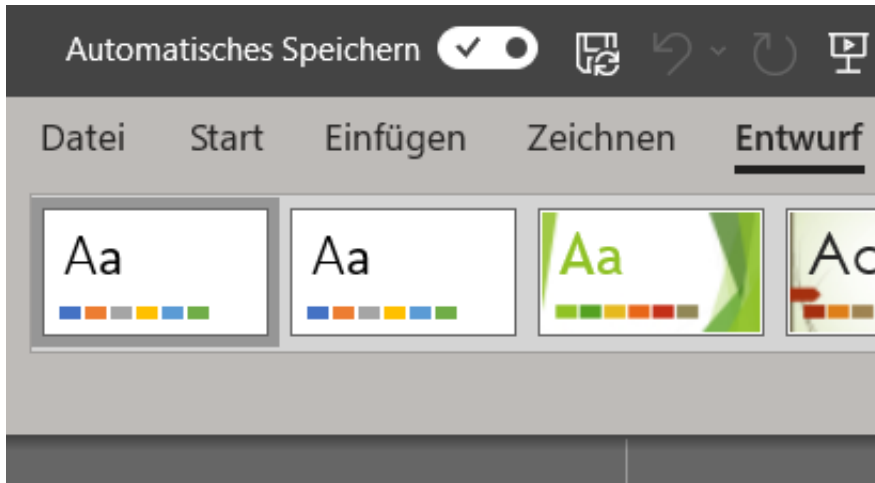 Automatisches Speichern
Datei Start Einfügen Zeichnen Entwurf
Aa Aa Aa